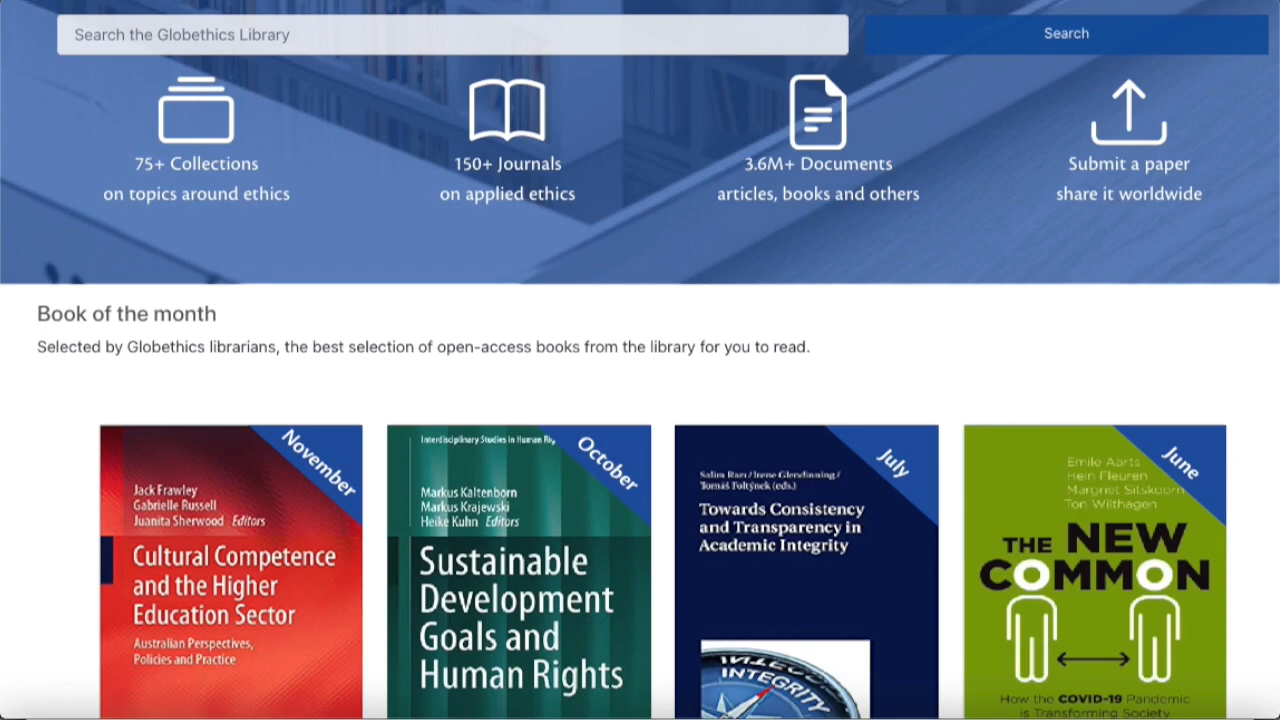 Search the Globethics Library
Search
75+ Collections
on topics around ethics
150+ Journals
on applied ethics
3.6M+ Documents
articles, books and others
Submit a paper
share it worldwide
Book of the month
Selected by Globethics librarians, the best selection of open-access books from the library for you to read.
November
Jack Frawley
Gabrielle Russell
Juanita Sherwood Editors
Cultural Competence
and the Higher
Education Sector
Australian Perspectives,
Policies and Practice
October
Interdisciplinary Studies in Human
Markus Kaltenborn
Markus Krajewski
Heike Kuhn Editors
Sustainable
Development
Goals and
Human Rights
July
Salim Razı / Irene Glendinning /
Tomáš Foltýnek (eds.)
Towards Consistency
and Transparency in
Academic Integrity
INTEGRITY
June
Emile Aarts
Hein Fleuren
Margriet Sitskoorn
Ton Wilthagen
THE NEW
COMMON
How the COVID-19 Pandemic
is Transforming Society